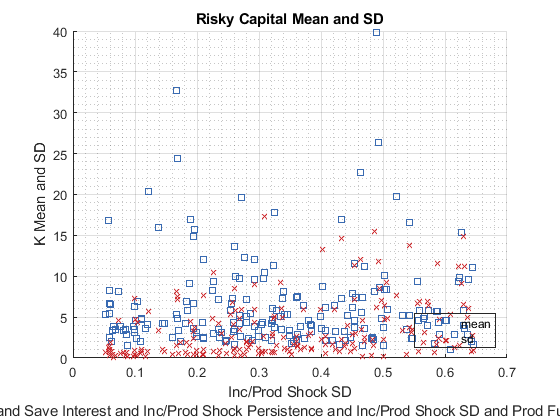 Risky Capital Mean and SD
40
35
30
25
20
15
10
5
0
K Mean and SD
mean
sd
0 0.1 0.2 0.3 0.4 0.5 0.6 0.7
Inc/Prod Shock SD
and Save Interest and Inc/Prod Shock Persistence and Inc/Prod Shock SD and Prod Fu